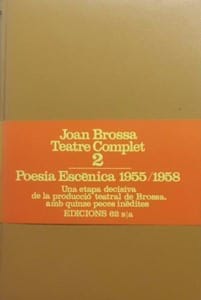 Joan Brossa
Teatre Complet
2
Poesia Escènica 1955/1958
Una etapa decisiva
de la producció teatral de Brossa,
amb quinze peces inèdites
EDICIONS 62 s|a